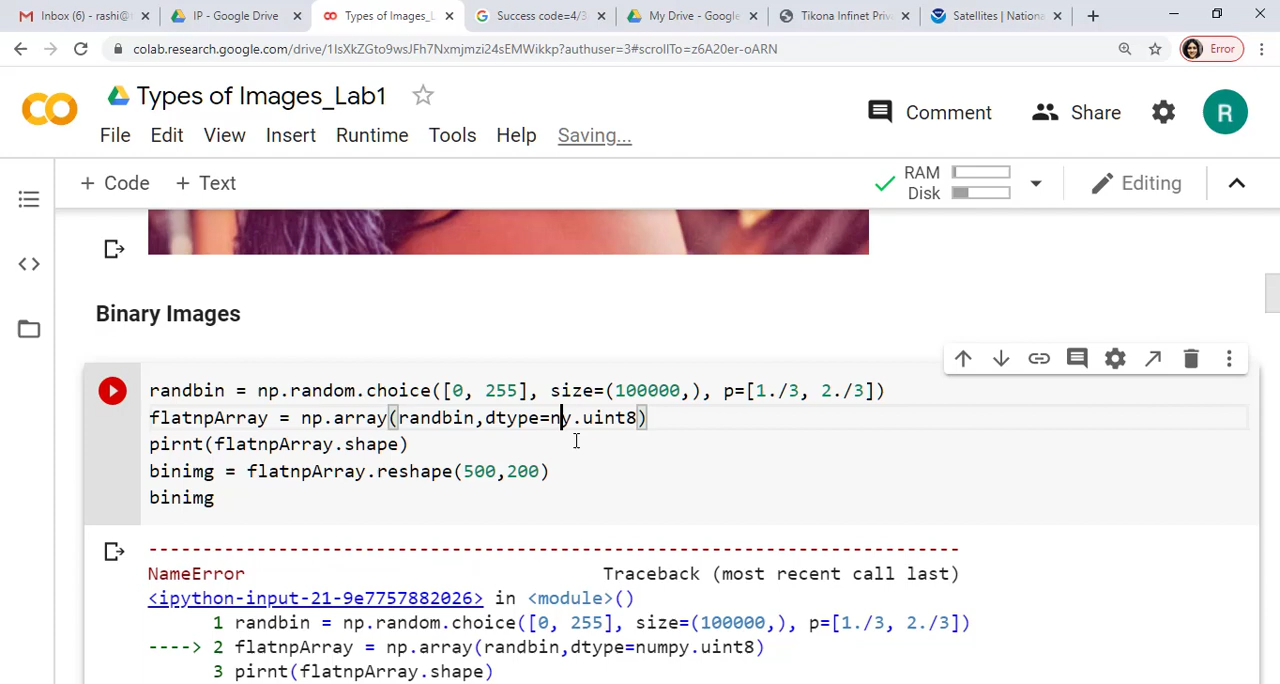 Inbox (6) - rashi@t
IP - Google Drive
Types of Images_L
Success code=4/3
My Drive - Google
Tikona Infinet Priv
Satellites | Nationa
colab.research.google.com/drive/1IsXkZGto9wsJFh7Nxmjmzi24sEMWikkp?authuser=3#scrollTo=z6A20er-oARN
Error
Types of Images_Lab1
Comment
Share
R
File Edit View Insert Runtime Tools Help Saving...
+ Code + Text
RAM
Disk
Editing
Binary Images
randbin = np.random.choice([0, 255], size=(100000,), p=[1./3, 2./3])
flatnpArray = np.array(randbin,dtype=ny.uint8)
pirnt(flatnpArray.shape)
binimg = flatnpArray.reshape(500,200)
binimg
---------------------------------------------------------------------------
NameError Traceback (most recent call last)
<ipython-input-21-9e7757882026> in <module>()
1 randbin = np.random.choice([0, 255], size=(100000,), p=[1./3, 2./3])
----> 2 flatnpArray = np.array(randbin,dtype=numpy.uint8)
3 pirnt(flatnpArray.shape)